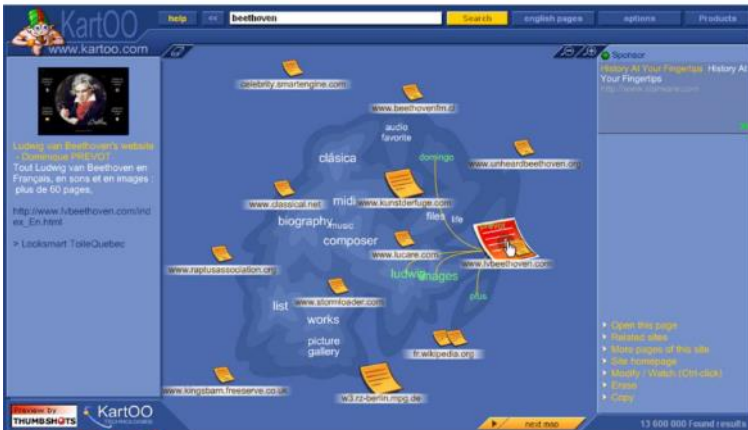 KartOO
www.kartoo.com
help
<<
beethoven
Search
english pages
options
Products
Ludwig van Beethoven's website
- Dominique PREVOT
Tout Ludwig van Beethoven en
Français, en sons et en images :
plus de 60 pages,
http://www.lvbeethoven.com/ind
ex_En.html
> Looksmart ToileQuebec
celebrity.smartengine.com
www.beethovenfm.cl
audio
favorite
clásica
domingo
www.unheardbeethoven.org
www.classical.net
midi
www.kunstderfuge.com
biography
music
files
life
composer
www.lucare.com
www.lvbeethoven.com
www.raptusassociation.org
ludwig
images
plus
list
www.stormloader.com
works
picture
gallery
fr.wikipedia.org
www.kingsbarn.freeserve.co.uk
w3.rz-berlin.mpg.de
Sponsor
History At Your Fingertips History At
Your Fingertips
Open this page
Related sites
More pages of this site
Site homepage
Modify / Watch (Ctrl-click)
Erase
Copy
Preview by
THUMBSHOTS
KartOO
TECHNOLOGIES
next map
13 600 000 Found results